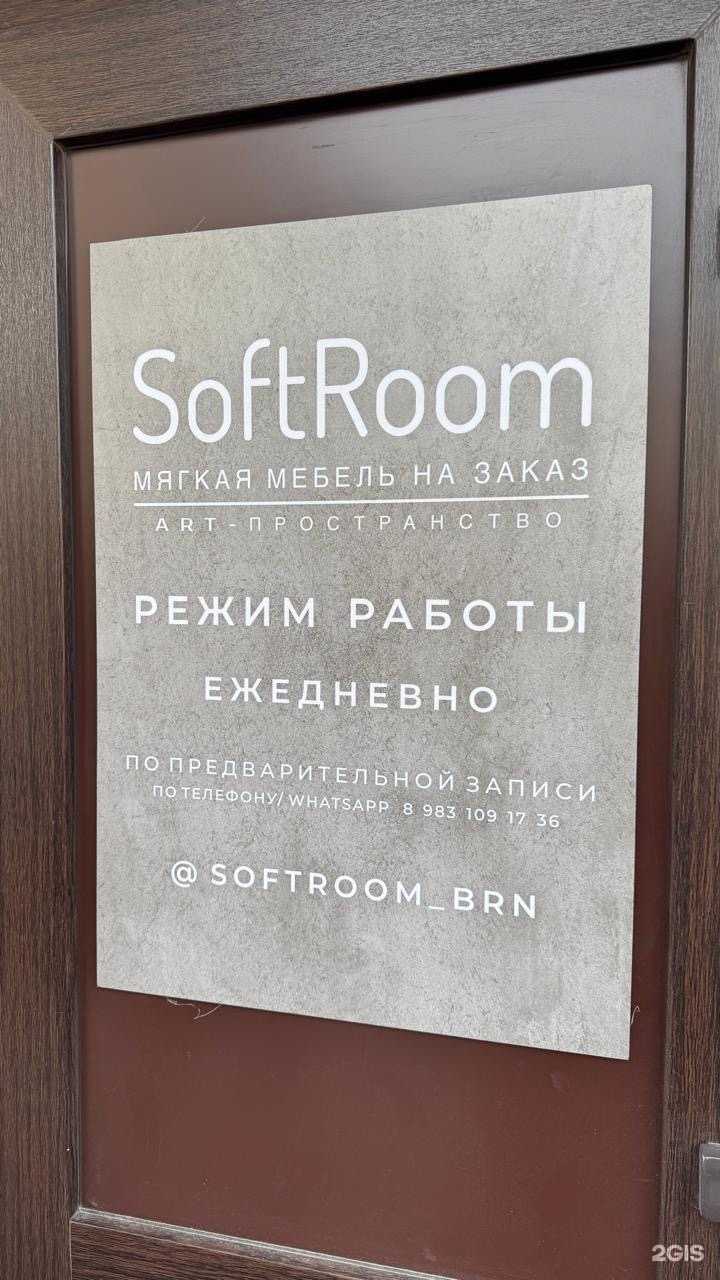 SoftRoom
МЯГКАЯ МЕБЕЛЬ НА ЗАКАЗ
ART-ПРОСТРАНСТВО
РЕЖИМ РАБОТЫ
ЕЖЕДНЕВНО
ПО ПРЕДВАРИТЕЛЬНОЙ ЗАПИСИ
ПО ТЕЛЕФОНУ/ WHATSAPP 8 983 109 17 36
@ SOFTROOM_BRN
2GIS